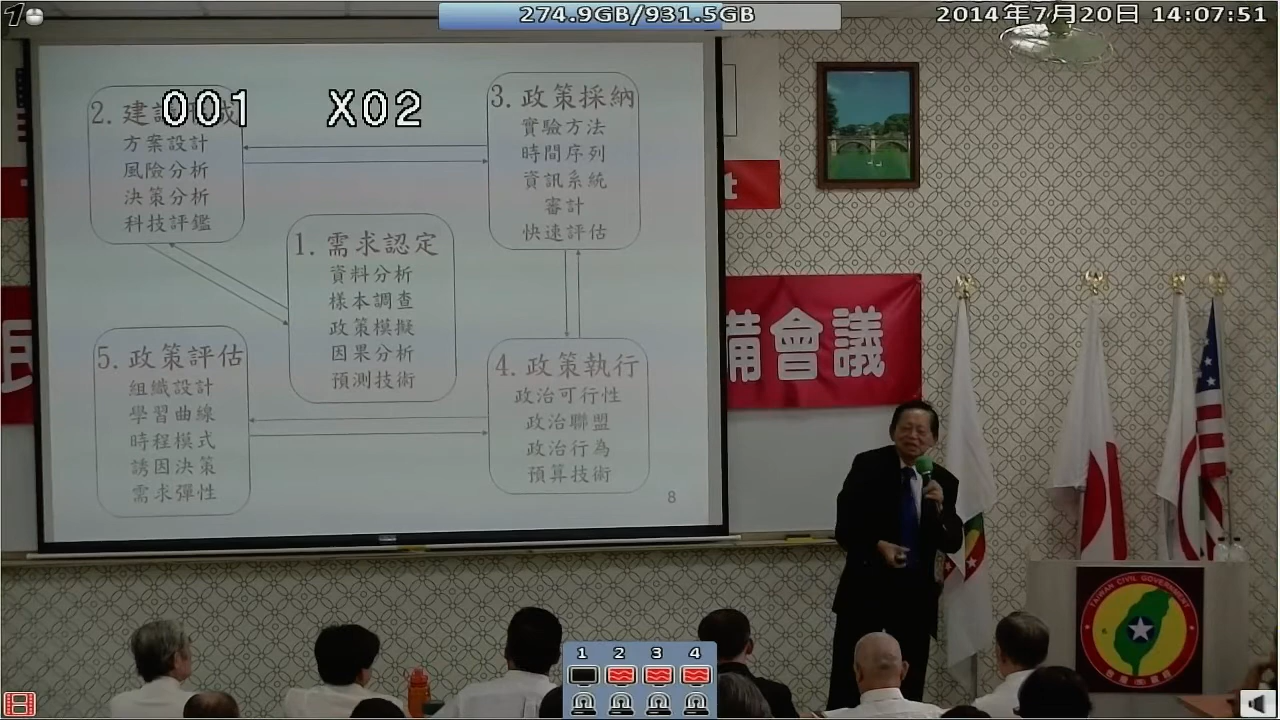 1
274.9GB/931.5GB
2014年7月20日 14:07:51
001 X02
2. 建
方案設計
風險分析
決策分析
科技評鑑
3. 政策採納
實驗方法
時間序列
資訊系統
審計
快速評估
1. 需求認定
資料分析
樣本調查
政策模擬
因果分析
預測技術
5. 政策評估
組織設計
學習曲線
時程模式
誘因決策
需求彈性
4. 政策執行
政治可行性
政治聯盟
政治行為
預算技術
8
t
民
備會議
TAIWAN CIVIL GOVERNMENT
1 2 3 4